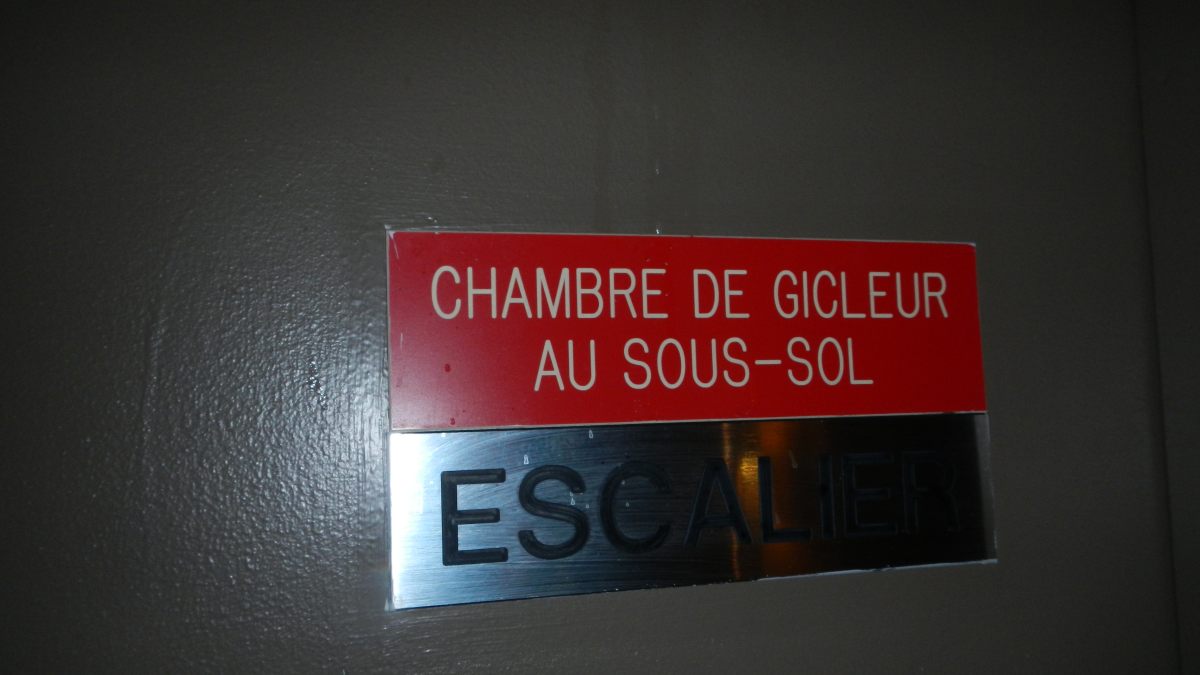 CHAMBRE DE GICLEUR
AU SOUS-SOL
ESCALIER